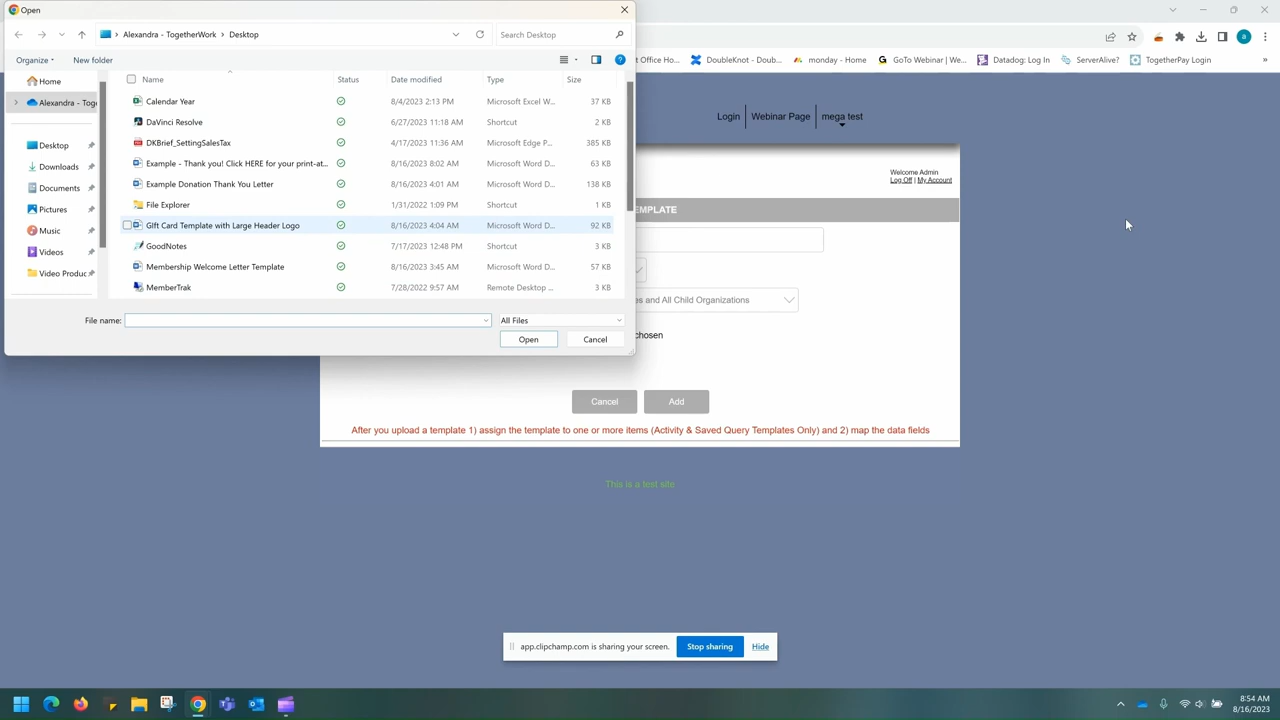 Open
Alexandra - TogetherWork > Desktop
Search Desktop
Organize
New folder
Home
Alexandra - Tog
Desktop
Downloads
Documents
Pictures
Music
Videos
Video Produc
Name Status Date modified Type Size
Calendar Year 8/4/2023 2:13 PM Microsoft Excel W... 37 KB
DaVinci Resolve 6/27/2023 11:18 AM Shortcut 2 KB
DKBrief_SettingSalesTax 4/17/2023 11:36 AM Microsoft Edge P... 385 KB
Example - Thank you! Click HERE for your print-at... 8/16/2023 8:02 AM Microsoft Word D... 63 KB
Example Donation Thank You Letter 8/16/2023 4:01 AM Microsoft Word D... 138 KB
File Explorer 1/31/2022 1:09 PM Shortcut 1 KB
GIft Card Template with Large Header Logo 8/16/2023 4:04 AM Microsoft Word D... 92 KB
GoodNotes 7/17/2023 12:48 PM Shortcut 3 KB
Membership Welcome Letter Template 8/16/2023 3:45 AM Microsoft Word D... 57 KB
MemberTrak 7/28/2022 9:57 AM Remote Desktop ... 3 KB
File name:
All Files
Open
Cancel
t Office Ho...
DoubleKnot - Doub...
monday - Home
GoTo Webinar | We...
Datadog: Log In
ServerAlive?
TogetherPay Login
»
a
Login
Webinar Page
mega test
Welcome Admin
Log Off | My Account
EMPLATE
es and All Child Organizations
chosen
Cancel
Add
After you upload a template 1) assign the template to one or more items (Activity & Saved Query Templates Only) and 2) map the data fields
This is a test site
app.clipchamp.com is sharing your screen.
Stop sharing
Hide
8:54 AM
8/16/2023